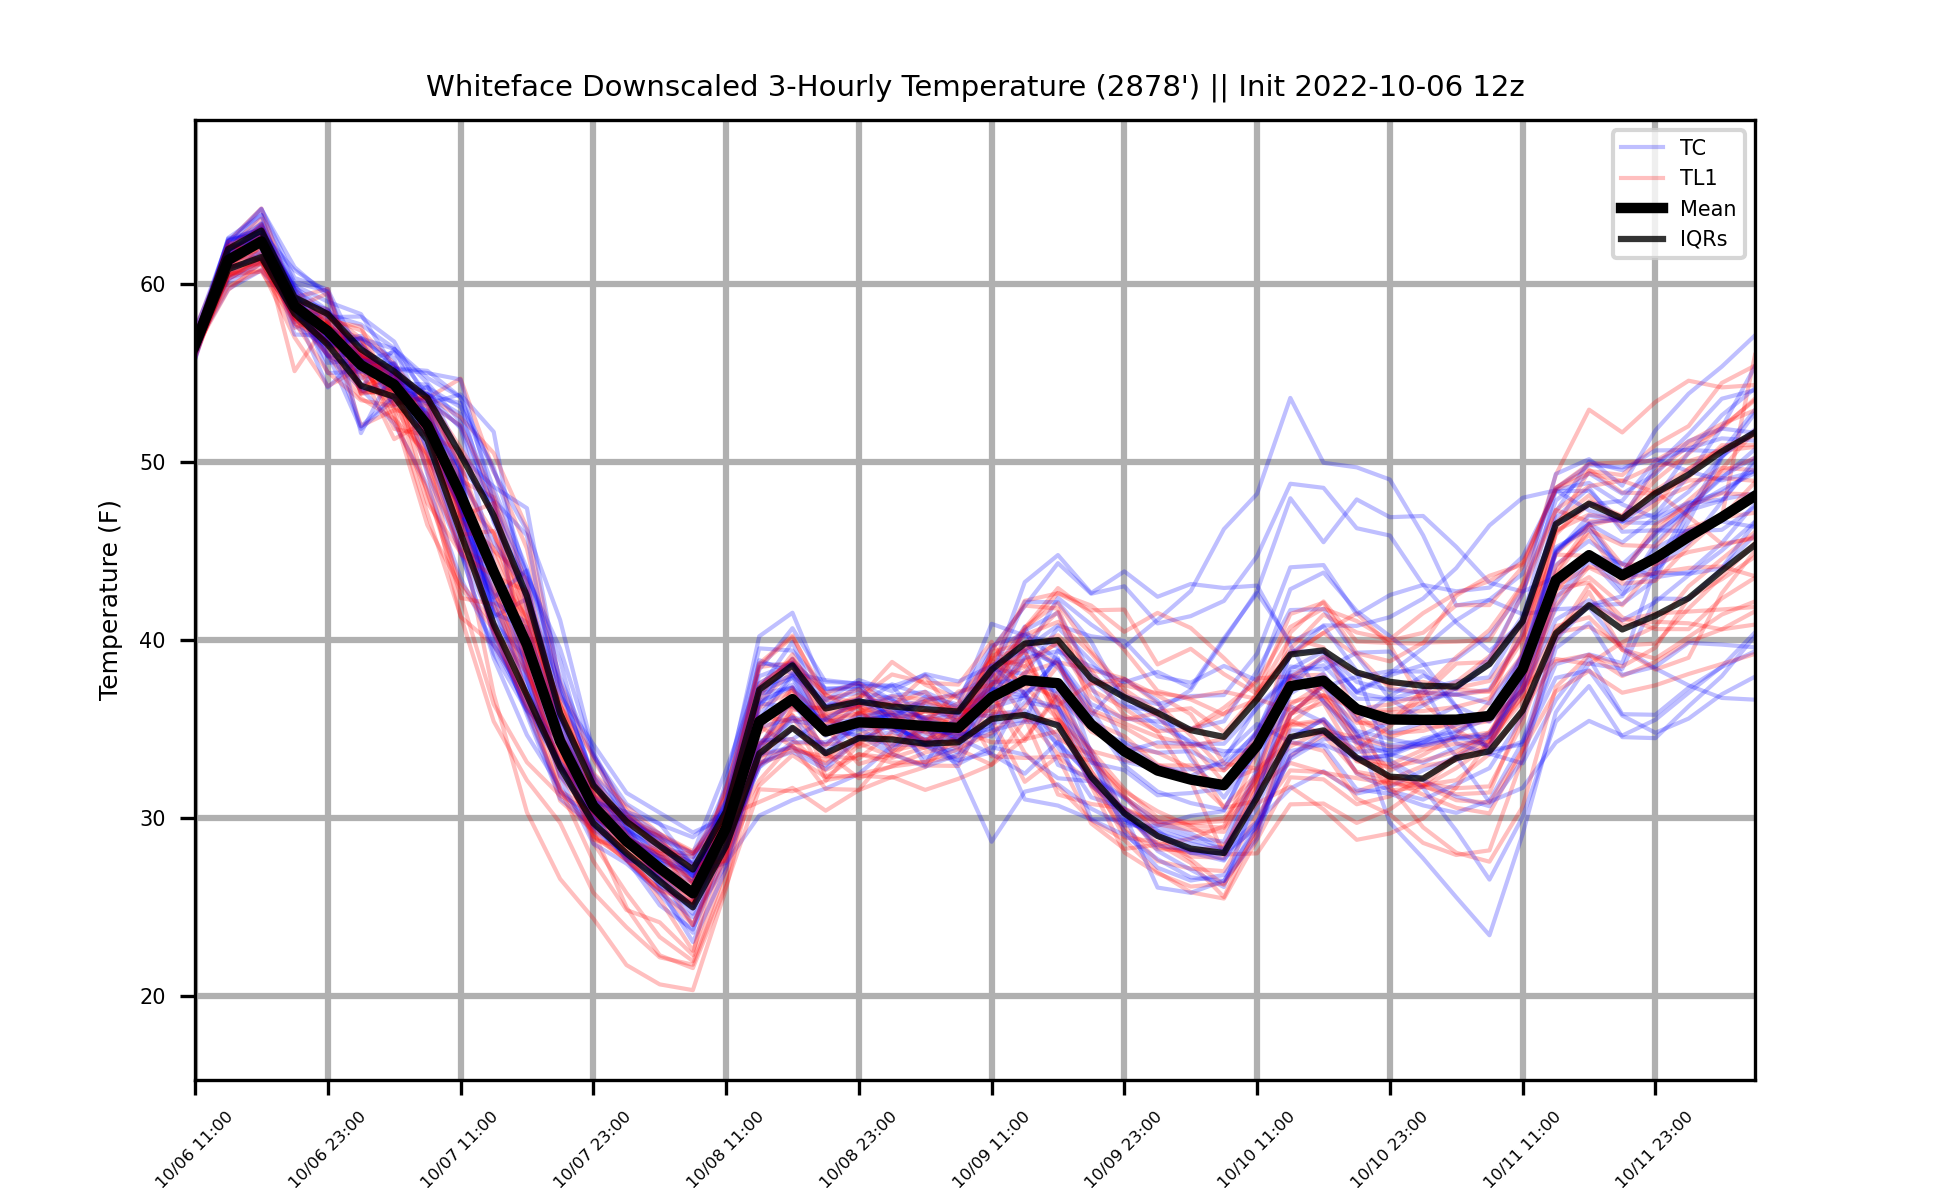 Whiteface Downscaled 3-Hourly Temperature (2878') || Init 2022-10-06 12z
TC
TL1
Mean
IQRs
Temperature (F)
60
50
40
30
20
10/06 11:00
10/06 23:00
10/07 11:00
10/07 23:00
10/08 11:00
10/08 23:00
10/09 11:00
10/09 23:00
10/10 11:00
10/10 23:00
10/11 11:00
10/11 23:00